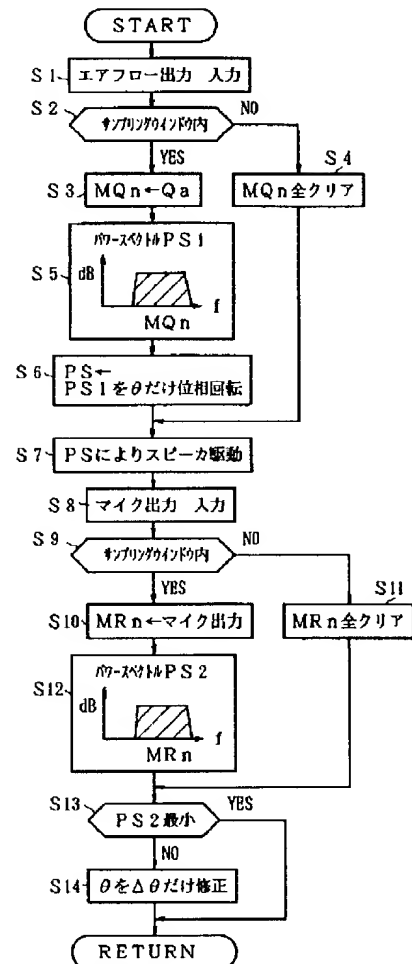 START
S1
エアフロー出力 入力
S2
サンプリングウインドウ内
NO
YES
S3
MQn←Qa
S4
MQn全クリア
S5
パワースペクトルPS1
dB
f
MQn
S6
PS←
PS1をθだけ位相回転
S7
PSによりスピーカ駆動
S8
マイク出力 入力
S9
サンプリングウインドウ内
NO
YES
S10
MRn←マイク出力
S11
MRn全クリア
S12
パワースペクトルPS2
dB
f
MRn
S13
PS2最小
YES
NO
S14
θをΔθだけ修正
RETURN